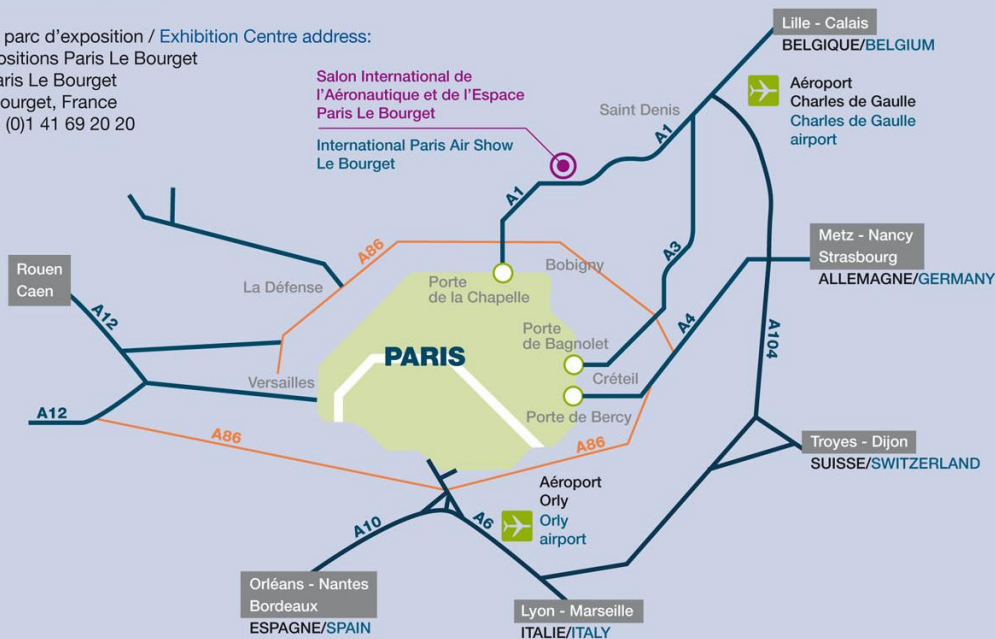 parc d'exposition / Exhibition Centre address:
ositions Paris Le Bourget
aris Le Bourget
ourget, France
(0)1 41 69 20 20
Salon International de
l'Aéronautique et de l'Espace
Paris Le Bourget
International Paris Air Show
Le Bourget
Lille - Calais
BELGIQUE/BELGIUM
Aéroport
Charles de Gaulle
Charles de Gaulle
airport
Saint Denis
A1
A1
A86
Bobigny
A3
Metz - Nancy
Strasbourg
ALLEMAGNE/GERMANY
Rouen
Caen
La Défense
Porte
de la Chapelle
A12
A4
A104
Porte
de Bagnolet
PARIS
Versailles
Créteil
Porte de Bercy
A12
A86
A86
Troyes - Dijon
SUISSE/SWITZERLAND
Aéroport
Orly
Orly
airport
A10
A6
Orléans - Nantes
Bordeaux
ESPAGNE/SPAIN
Lyon - Marseille
ITALIE/ITALY